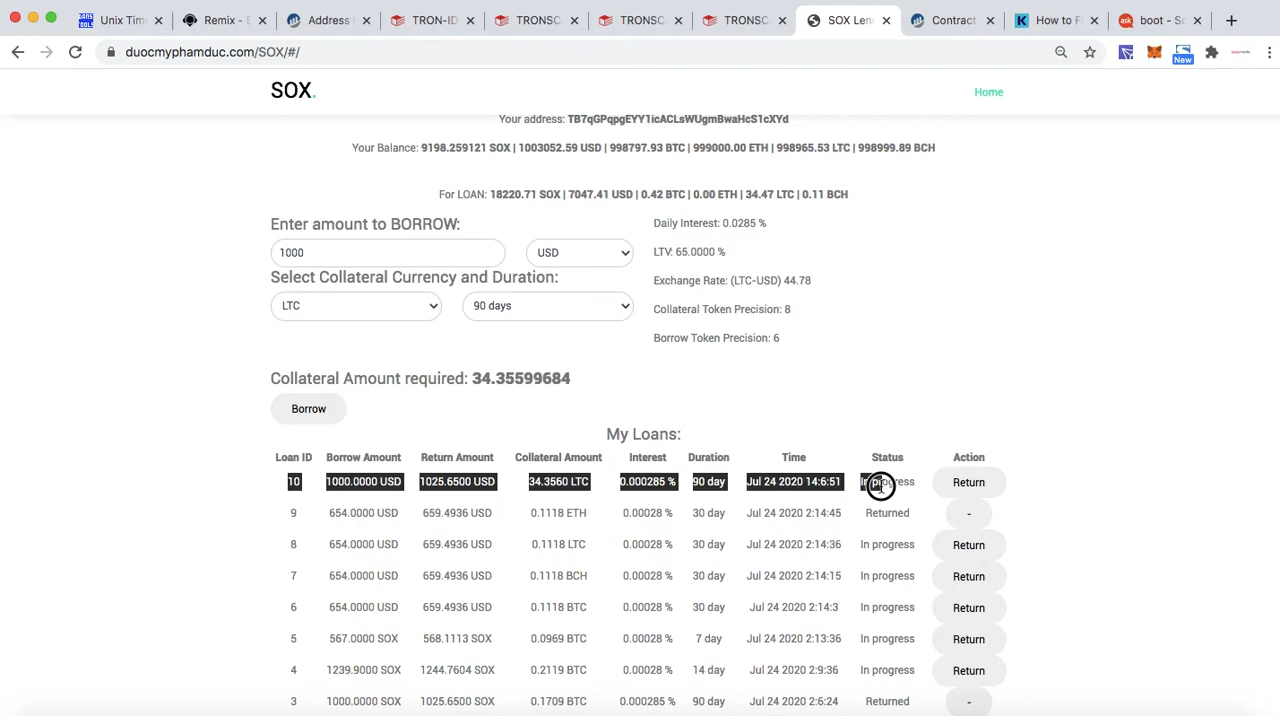 Unix Tim
Remix - E
Address
TRON-ID
TRONSC
TRONSC
TRONSC
SOX Len
Contract
How to F
boot - S
duocmyphamduc.com/SOX/#/
New
SOX.
Home
Your address: TB7qGPqpgEYY1icACLsWUgmBwaHcS1cXYd
Your Balance: 9198.259121 SOX | 1003052.59 USD | 998797.93 BTC | 999000.00 ETH | 998965.53 LTC | 998999.89 BCH
For LOAN: 18220.71 SOX | 7047.41 USD | 0.42 BTC | 0.00 ETH | 34.47 LTC | 0.11 BCH
Enter amount to BORROW:
Daily Interest: 0.0285 %
1000 USD
LTV: 65.0000 %
Select Collateral Currency and Duration:
Exchange Rate: (LTC-USD) 44.78
LTC 90 days
Collateral Token Precision: 8
Borrow Token Precision: 6
Collateral Amount required: 34.35599684
Borrow
My Loans:
Loan ID Borrow Amount Return Amount Collateral Amount Interest Duration Time Status Action
10 1000.0000 USD 1025.6500 USD 34.3560 LTC 0.000285 % 90 day Jul 24 2020 14:6:51 In progress Return
9 654.0000 USD 659.4936 USD 0.1118 ETH 0.00028 % 30 day Jul 24 2020 2:14:45 Returned -
8 654.0000 USD 659.4936 USD 0.1118 LTC 0.00028 % 30 day Jul 24 2020 2:14:36 In progress Return
7 654.0000 USD 659.4936 USD 0.1118 BCH 0.00028 % 30 day Jul 24 2020 2:14:15 In progress Return
6 654.0000 USD 659.4936 USD 0.1118 BTC 0.00028 % 30 day Jul 24 2020 2:14:3 In progress Return
5 567.0000 SOX 568.1113 SOX 0.0969 BTC 0.00028 % 7 day Jul 24 2020 2:13:36 In progress Return
4 1239.9000 SOX 1244.7604 SOX 0.2119 BTC 0.00028 % 14 day Jul 24 2020 2:9:36 In progress Return
3 1000.0000 SOX 1025.6500 SOX 0.1709 BTC 0.000285 % 90 day Jul 24 2020 2:6:24 Returned -